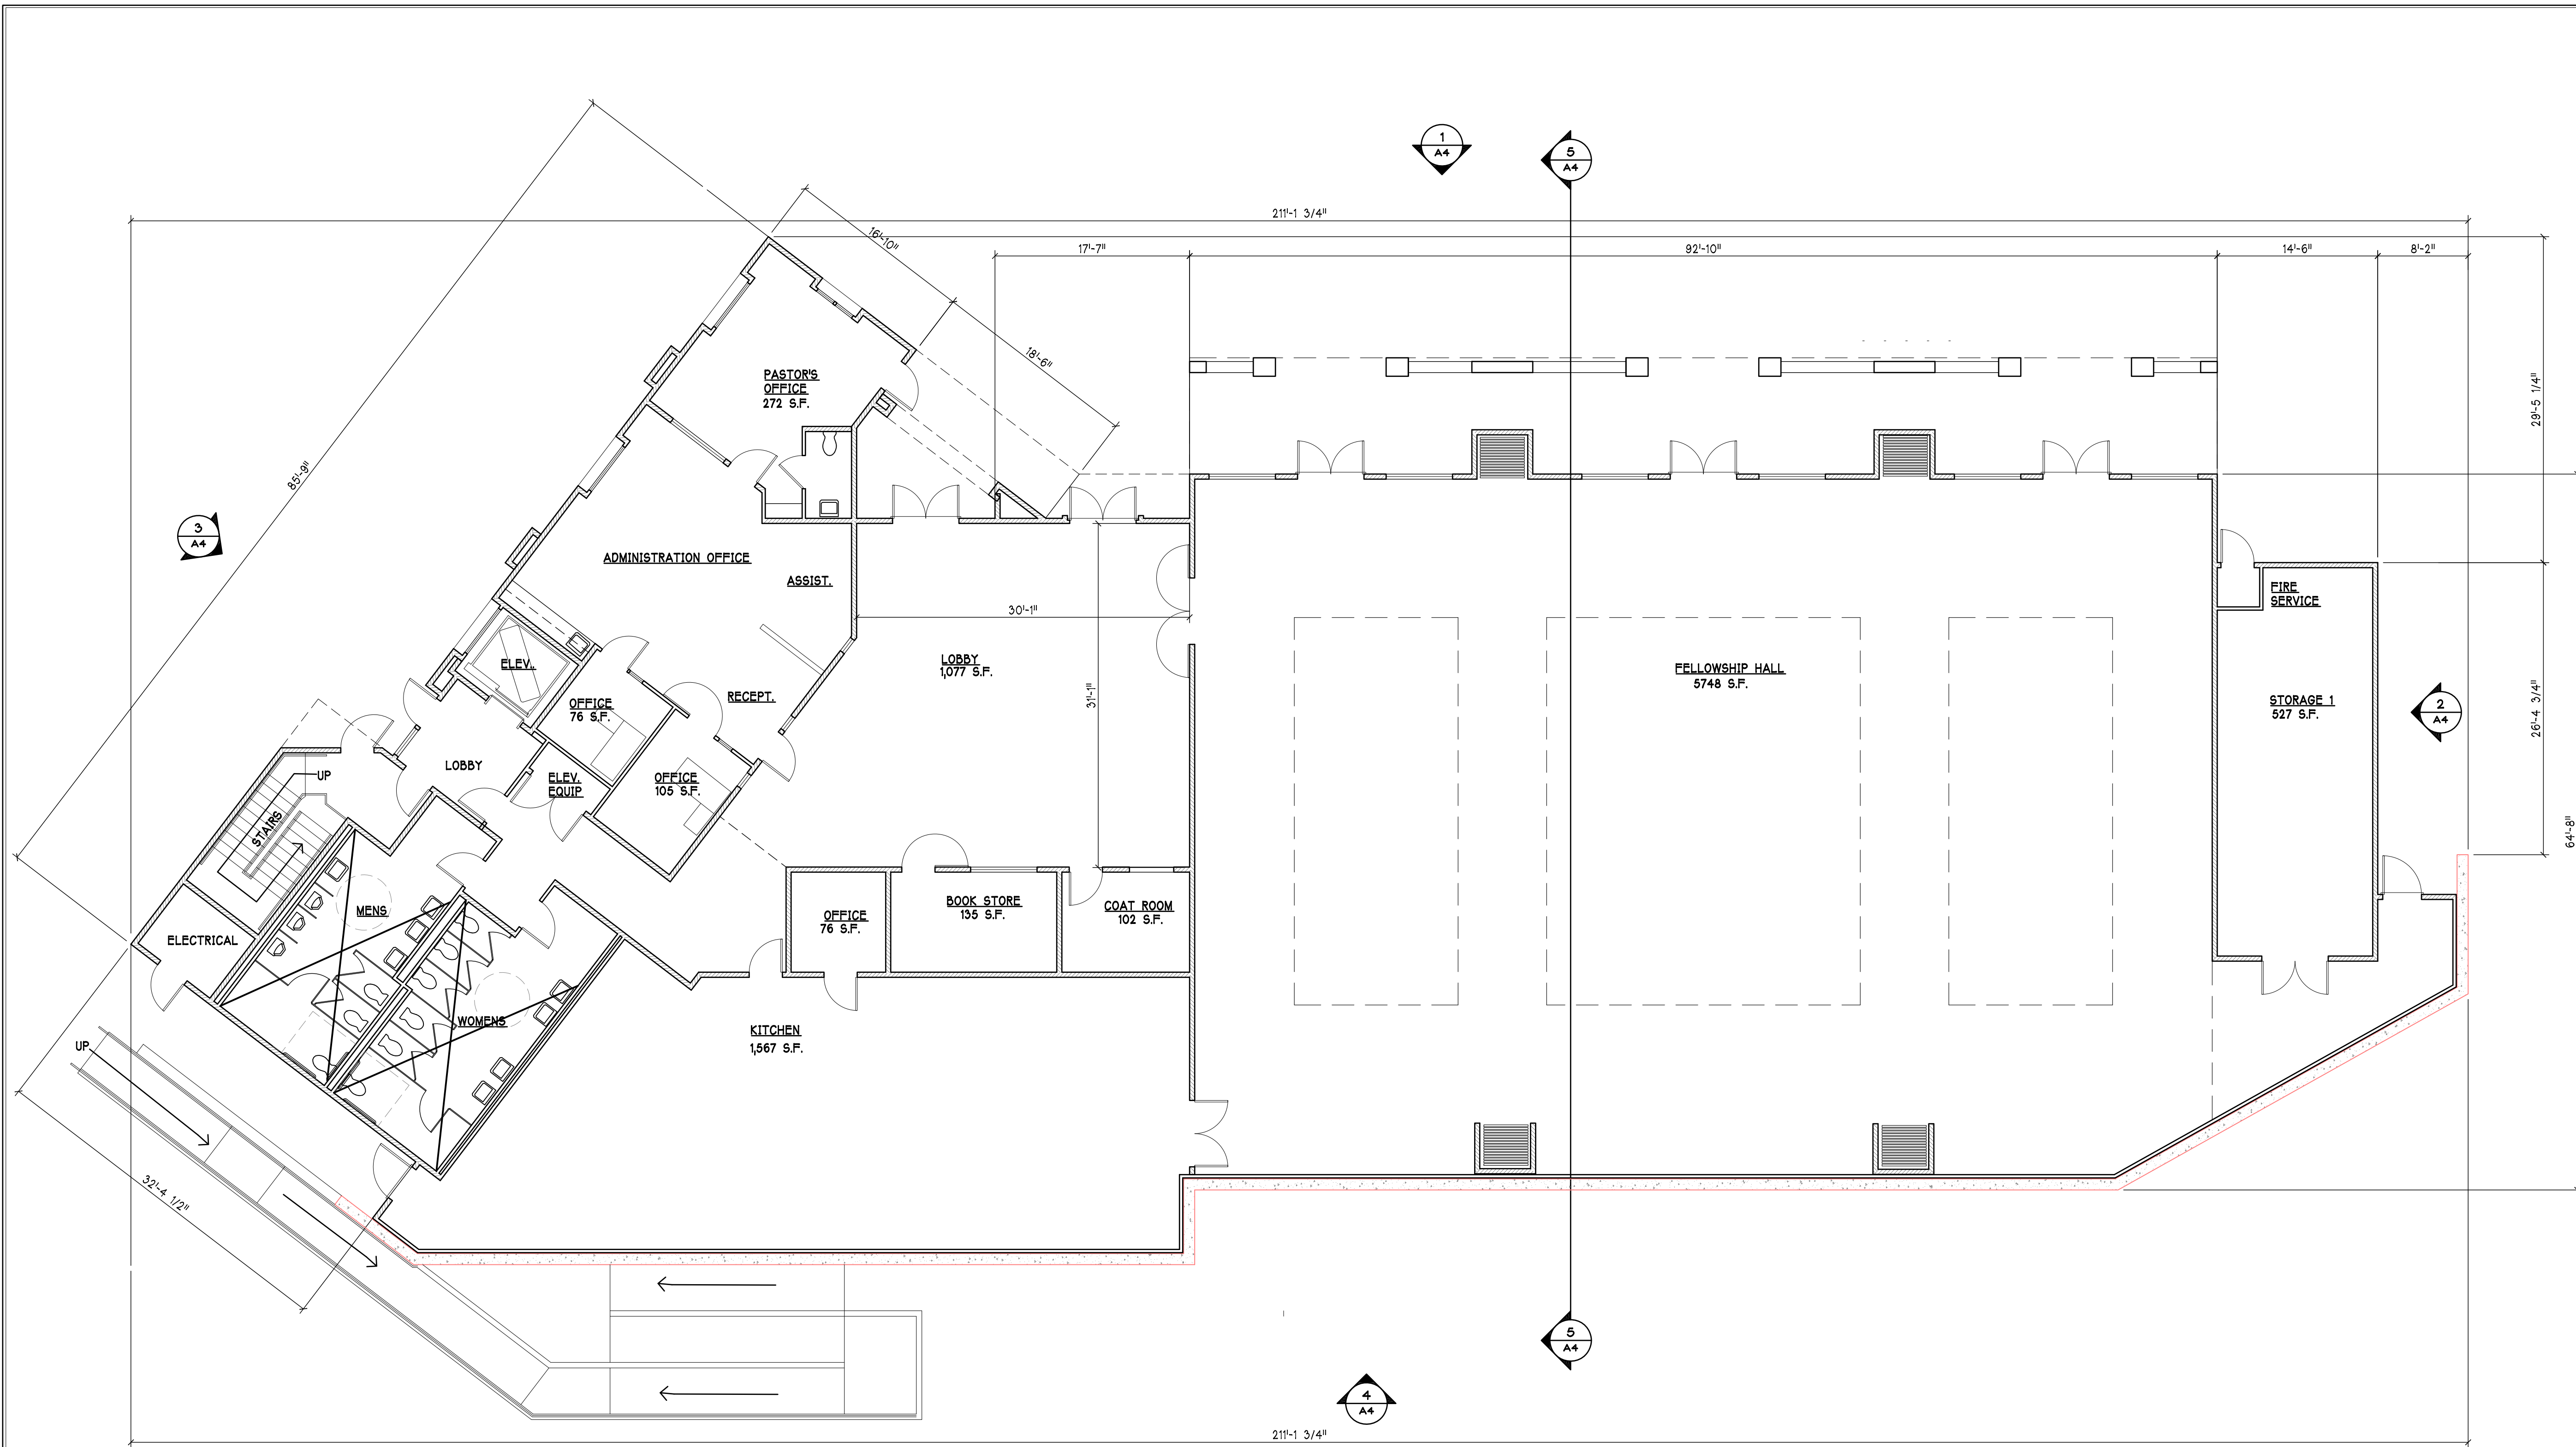 1
A4
5
A4
211'-1 3/4"
16'-10"
17'-7"
92'-10"
14'-6"
8'-2"
18'-6"
29'-5 1/4"
85'-9"
PASTOR'S
OFFICE
272 S.F.
3
A4
ADMINISTRATION OFFICE
ASSIST.
30'-1"
FIRE
SERVICE
ELEV.
LOBBY
1,077 S.F.
FELLOWSHIP HALL
5748 S.F.
31'-1"
RECEPT.
OFFICE
76 S.F.
STORAGE 1
527 S.F.
2
A4
26'-4 3/4"
64'-8"
UP
LOBBY
ELEV.
EQUIP
OFFICE
105 S.F.
STAIRS
MENS
ELECTRICAL
OFFICE
76 S.F.
BOOK STORE
135 S.F.
COAT ROOM
102 S.F.
WOMENS
KITCHEN
1,567 S.F.
UP
32'-4 1/2"
5
A4
4
A4
211'-1 3/4"